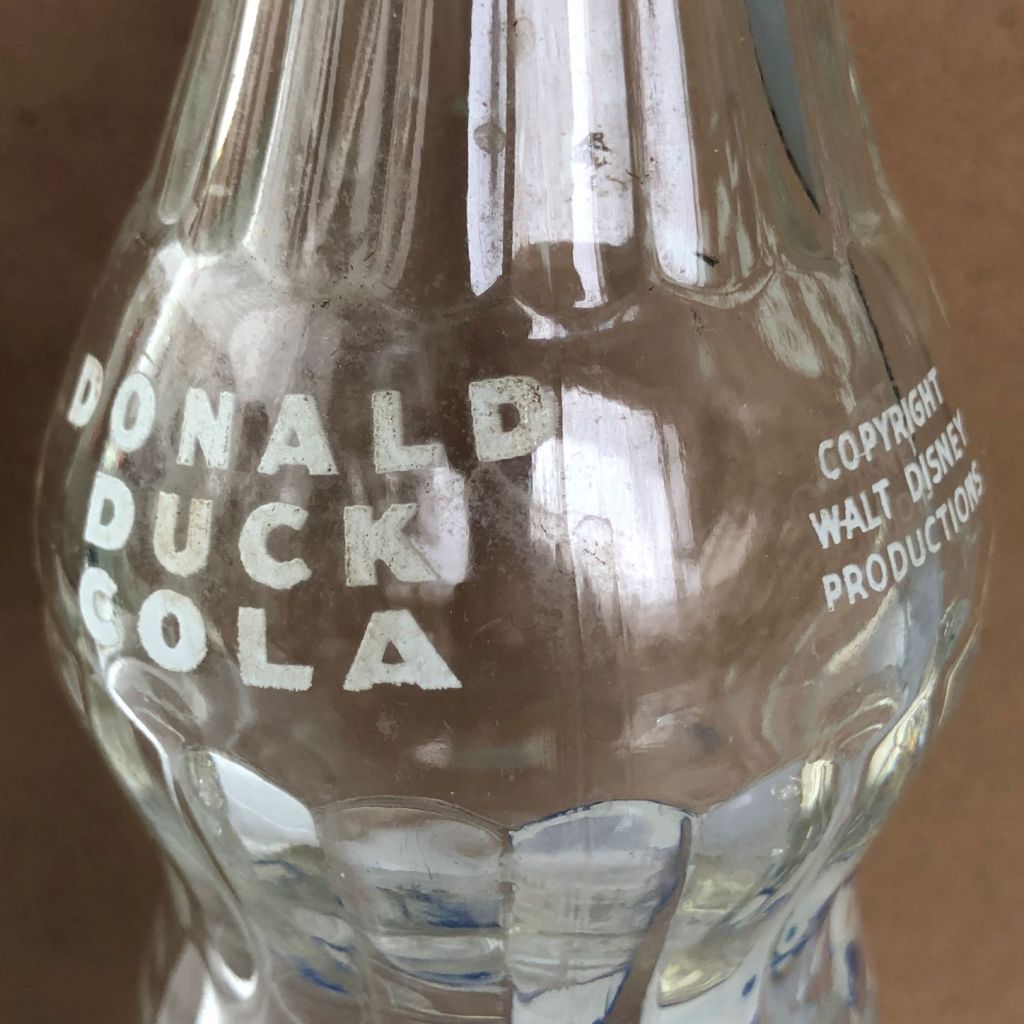 DONALD
DUCK
COLA
COPYRIGHT
WALT DISNEY
PRODUCTIONS